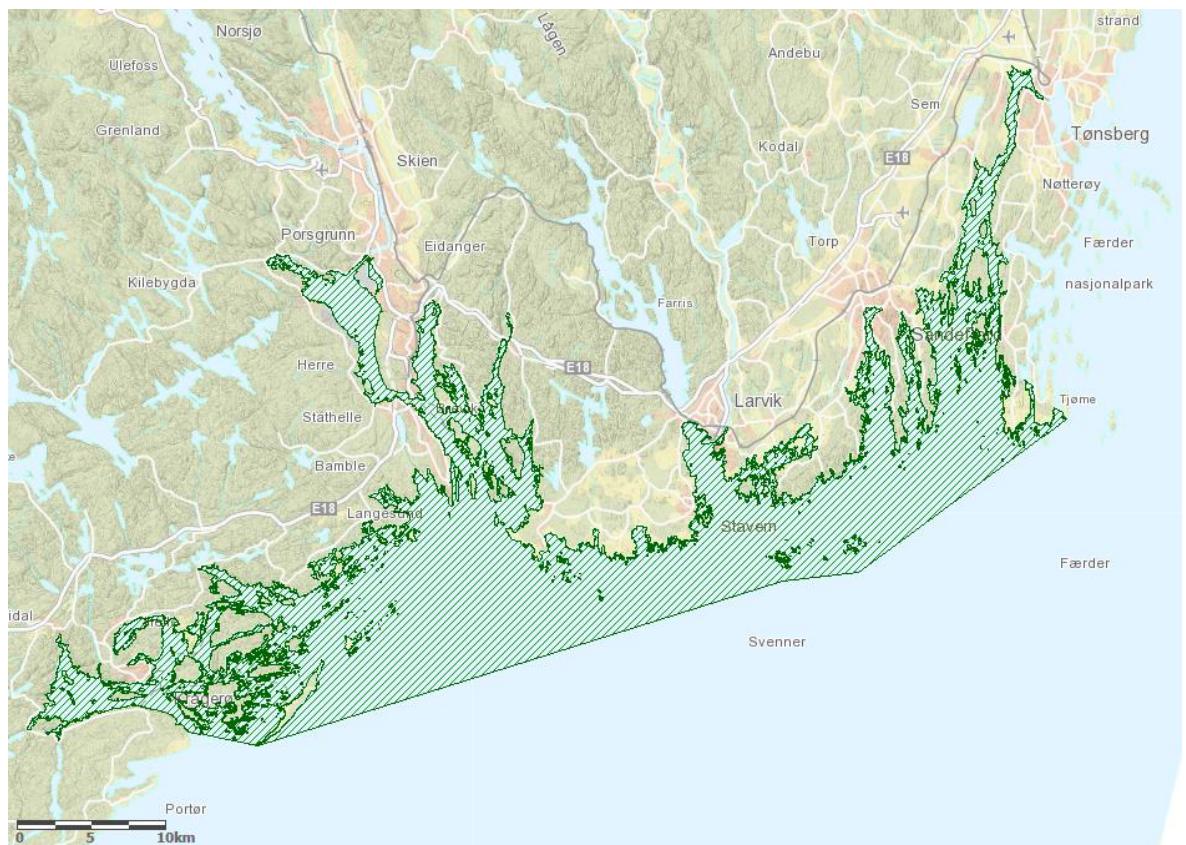 strand
Norsjø
Lågen
Andebu
Ulefoss
Sem
Grenland
Tønsberg
Kodal
E18
Skien
Nøtterøy
Porsgrunn
Torp
Færder
Eidanger
Kilebygda
nasjonalpark
Farris
Sandefjord
Herre
E18
Tjøme
Larvik
Stathelle
Bamble
E18
Langesund
Stavern
Færder
idal
Svenner
Kragerø
Portør
0 5 10km